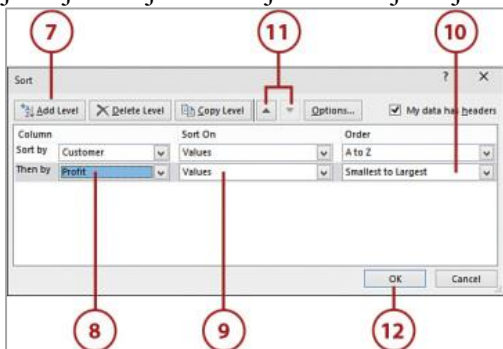 7 11 10
Sort ? ×
Add Level Delete Level Copy Level Options... My data has headers
Column Sort On Order
Sort by Customer Values A to Z
Then by Profit Values Smallest to Largest
OK Cancel
8 9 12